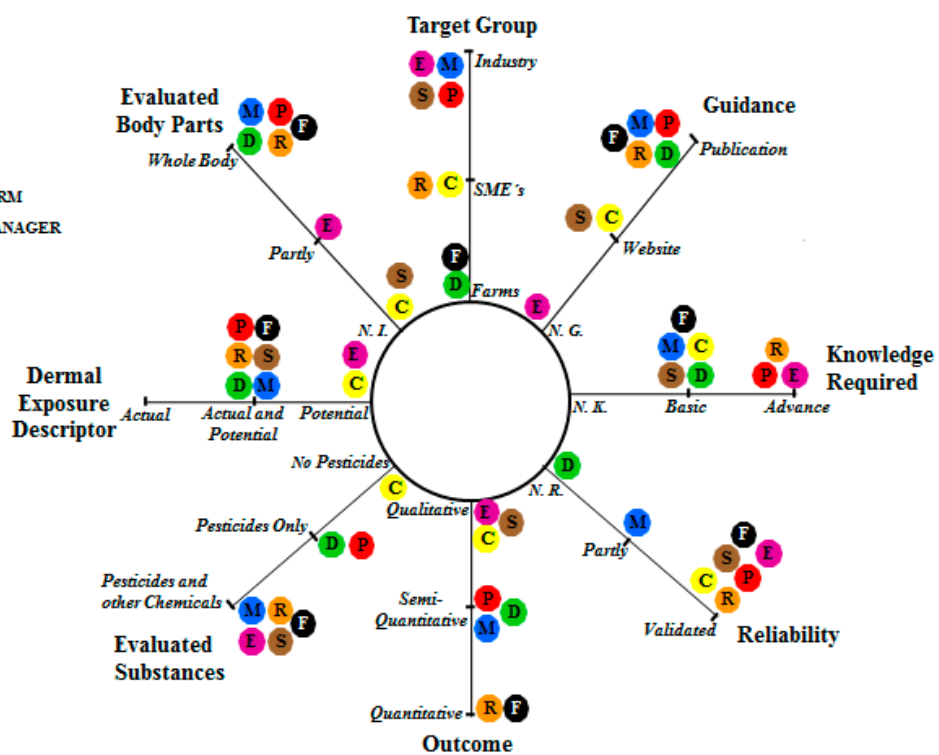 Target Group
E M
Industry
S P
R C
SME´s
F
D
Farms
Evaluated
Body Parts
M P
F
D R
Whole Body
E
Partly
S
C
N. I.
Guidance
M P
F
R D
Publication
S C
Website
E
N. G.
RM
ANAGER
P F
R S
D M
E
C
Dermal
Exposure
Descriptor
Actual
Actual and
Potential
Potential
F
M C
S D
R
P E
Knowledge
Required
N. K.
Basic
Advance
No Pesticides
C
Pesticides Only
D P
Pesticides and
other Chemicals
M R
F
E S
Evaluated
Substances
Qualitative
E
S
C
Semi-
Quantitative
P
D
M
Quantitative
R F
Outcome
D
N. R.
M
Partly
F
S E
C P
R
Validated
Reliability